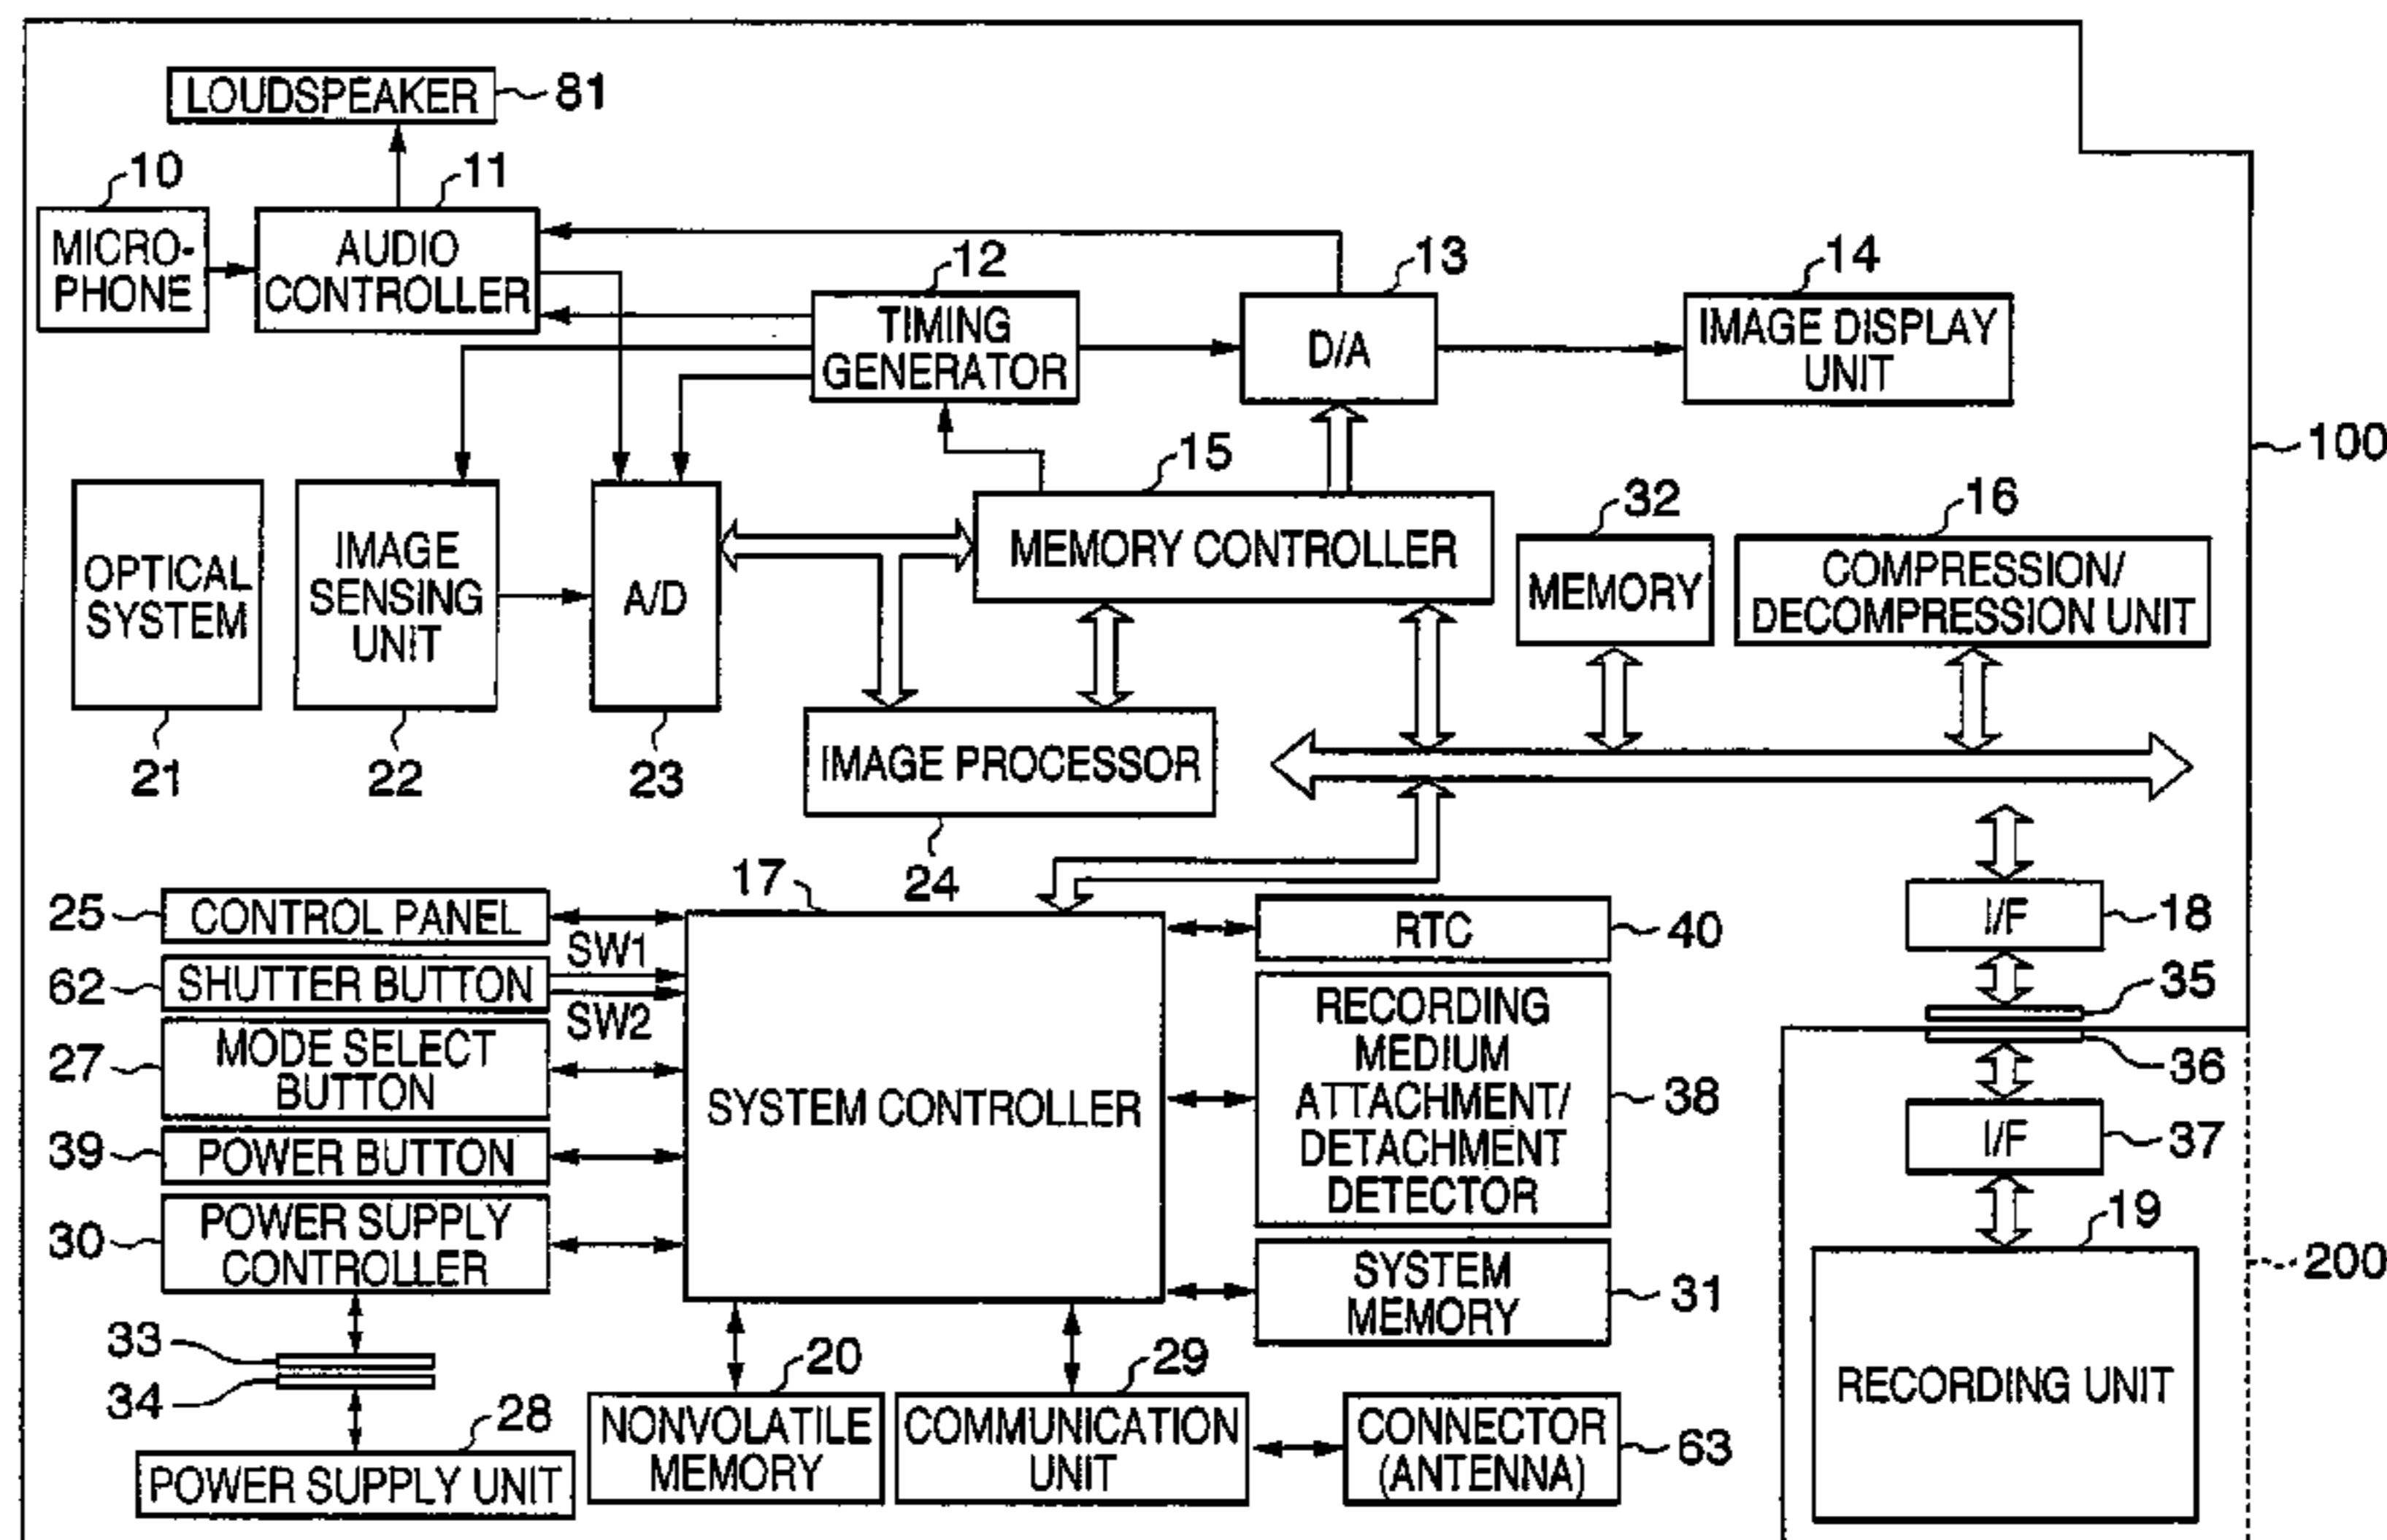 LOUDSPEAKER
81
10
11
MICRO-
PHONE
AUDIO
CONTROLLER
12
13
14
TIMING
GENERATOR
D/A
IMAGE DISPLAY
UNIT
100
15
32
16
OPTICAL
SYSTEM
IMAGE
SENSING
UNIT
A/D
MEMORY CONTROLLER
MEMORY
COMPRESSION/
DECOMPRESSION UNIT
21
22
23
IMAGE PROCESSOR
24
17
25
CONTROL PANEL
SW1
62
SHUTTER BUTTON
SW2
27
MODE SELECT
BUTTON
39
POWER BUTTON
30
POWER SUPPLY
CONTROLLER
SYSTEM CONTROLLER
RTC
40
RECORDING
MEDIUM
ATTACHMENT/
DETACHMENT
DETECTOR
38
SYSTEM
MEMORY
31
I/F
18
35
36
I/F
37
19
200
RECORDING UNIT
33
34
28
POWER SUPPLY UNIT
20
NONVOLATILE
MEMORY
29
COMMUNICATION
UNIT
CONNECTOR
(ANTENNA)
63